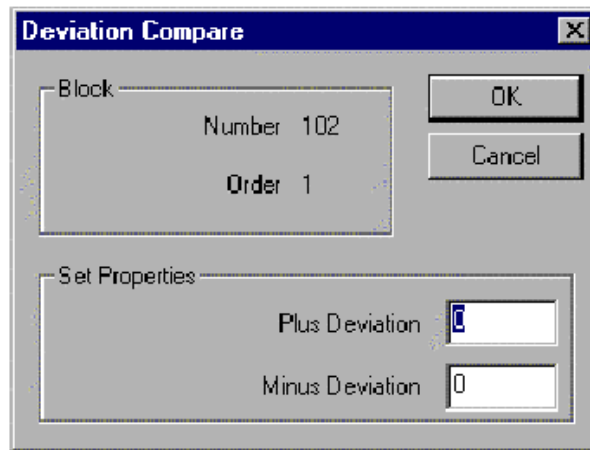 Deviation Compare
Block
Number 102
Order 1
OK
Cancel
Set Properties
Plus Deviation 0
Minus Deviation 0